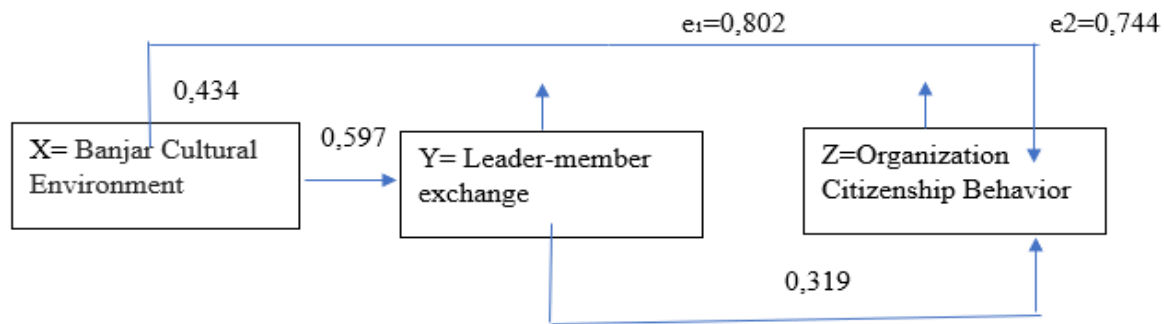 e₁=0,802
e2=0,744
0,434
0,597
X= Banjar Cultural
Environment
Y= Leader-member
exchange
Z=Organization
Citizenship Behavior
0,319